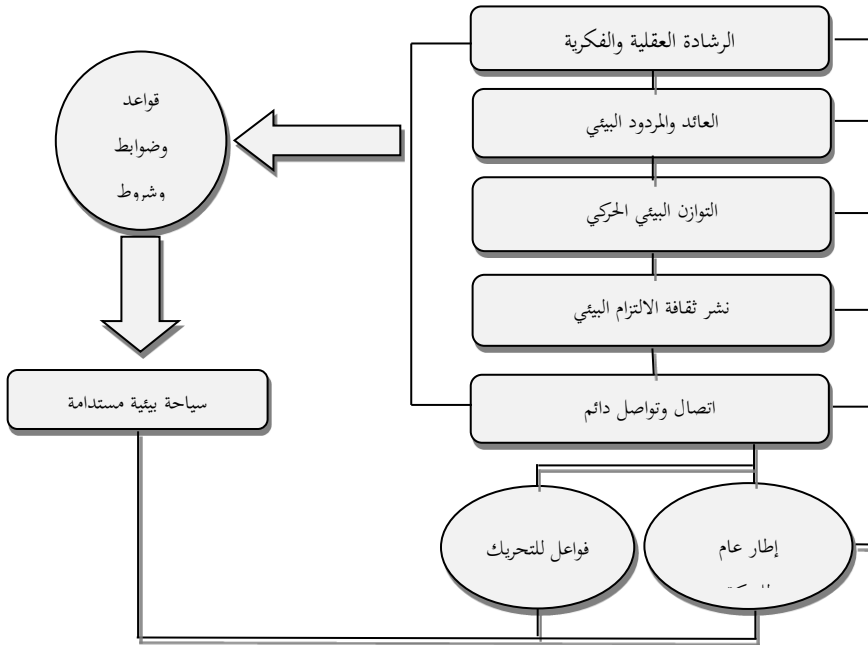 الرشادة العقلية والفكرية
العائد والمردود البيئي
التوازن البيئي الحركي
نشر ثقافة الالتزام البيئي
اتصال وتواصل دائم
قواعد
وضوابط
وشروط
سياحة بيئية مستدامة
إطار عام
فواعل للتحريك